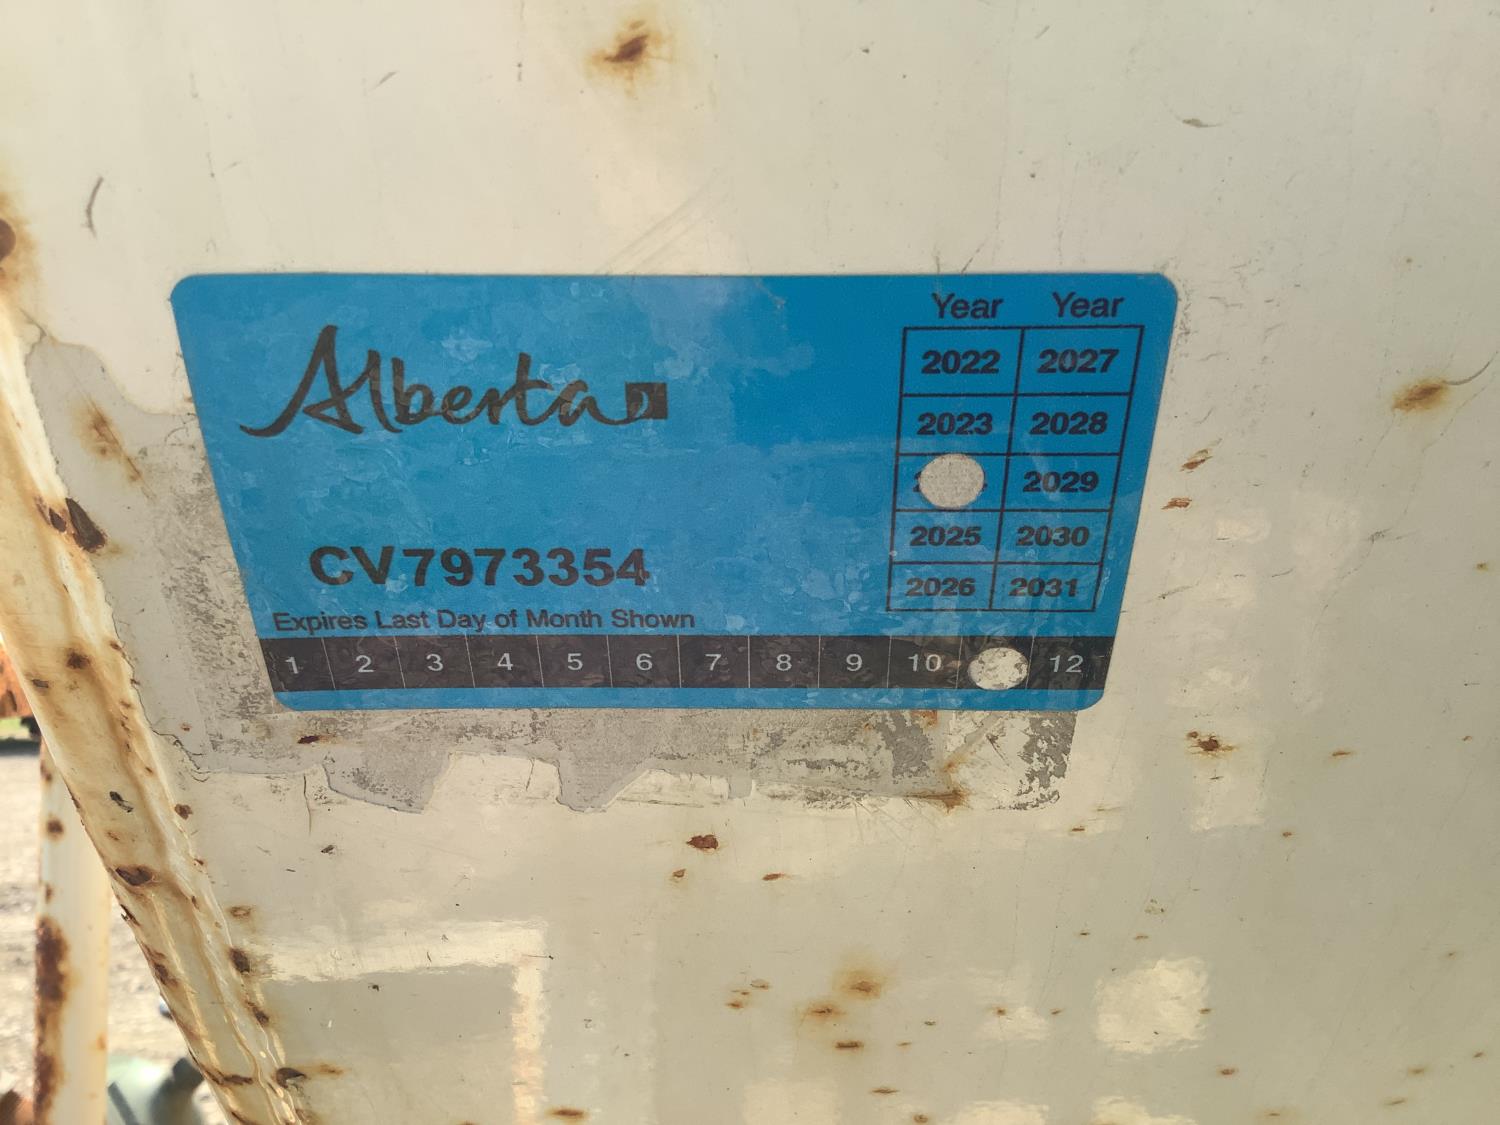 Alberta
Year Year
2022 2027
2023 2028
2029
2025 2030
2026 2031
CV7973354
Expires Last Day of Month Shown
1 2 3 4 5 6 7 8 9 10 12